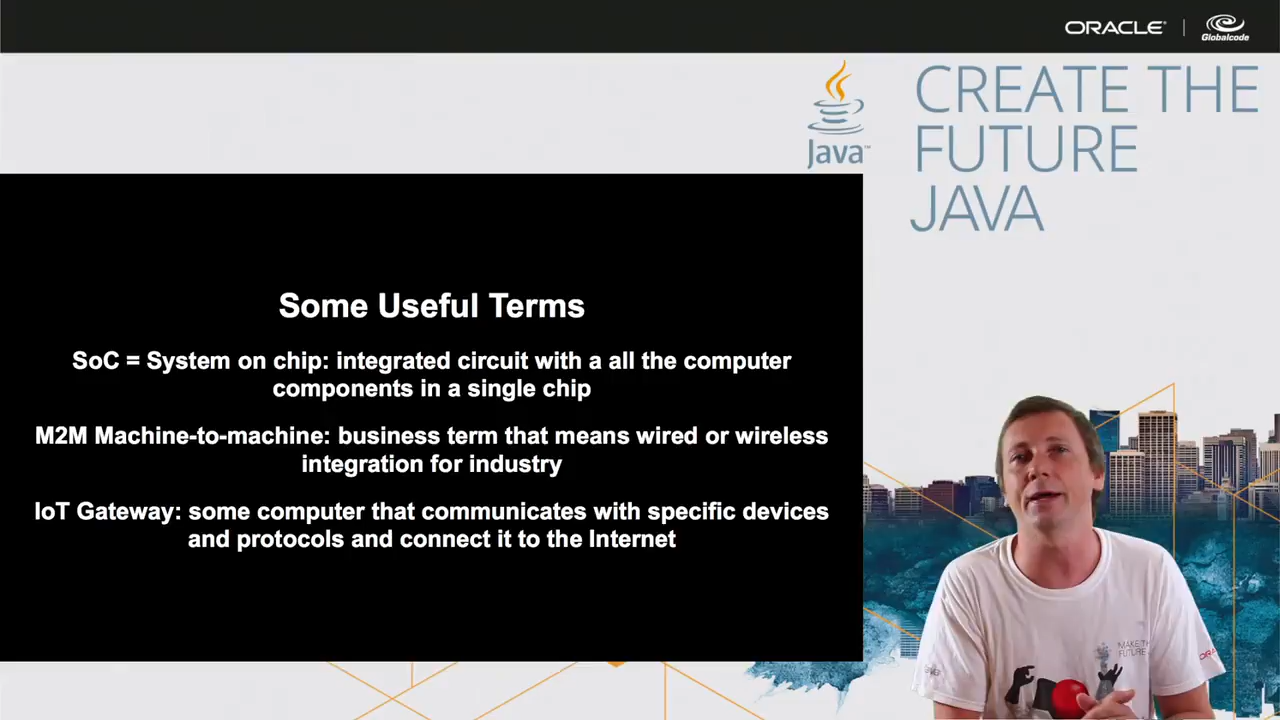 ORACLE
Globalcode
Java
CREATE THE
FUTURE
JAVA
Some Useful Terms
SoC = System on chip: integrated circuit with a all the computer
components in a single chip
M2M Machine-to-machine: business term that means wired or wireless
integration for industry
IoT Gateway: some computer that communicates with specific devices
and protocols and connect it to the Internet
FUTURE